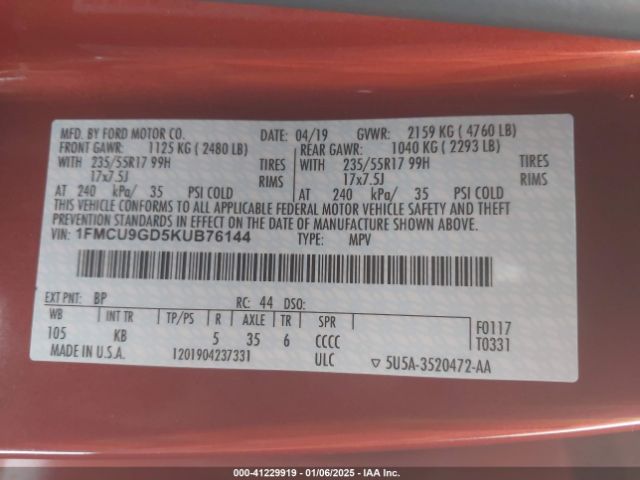 MFD. BY FORD MOTOR CO. DATE: 04/19 GVWR: 2159 KG ( 4760 LB)
FRONT GAWR: 1125 KG ( 2480 LB) REAR GAWR: 1040 KG ( 2293 LB)
WITH 235/55R17 99H TIRES WITH 235/55R17 99H TIRES
17x7.5J RIMS 17x7.5J RIMS
AT 240 kPa/ 35 PSI COLD AT 240 kPa/ 35 PSI COLD
THIS VEHICLE CONFORMS TO ALL APPLICABLE FEDERAL MOTOR VEHICLE SAFETY AND THEFT
PREVENTION STANDARDS IN EFFECT ON THE DATE OF MANUFACTURE SHOWN ABOVE.
VIN: 1FMCU9GD5KUB76144 TYPE: MPV
EXT PNT: BP RC: 44 DSO:
WB INT TR TP/PS R AXLE TR SPR F0117
105 KB 5 35 6 CCCC T0331
MADE IN U.S.A. 1201904237331 ULC ▽ 5U5A-3520472-AA
000-41229919 - 01/06/2025 - IAA Inc.